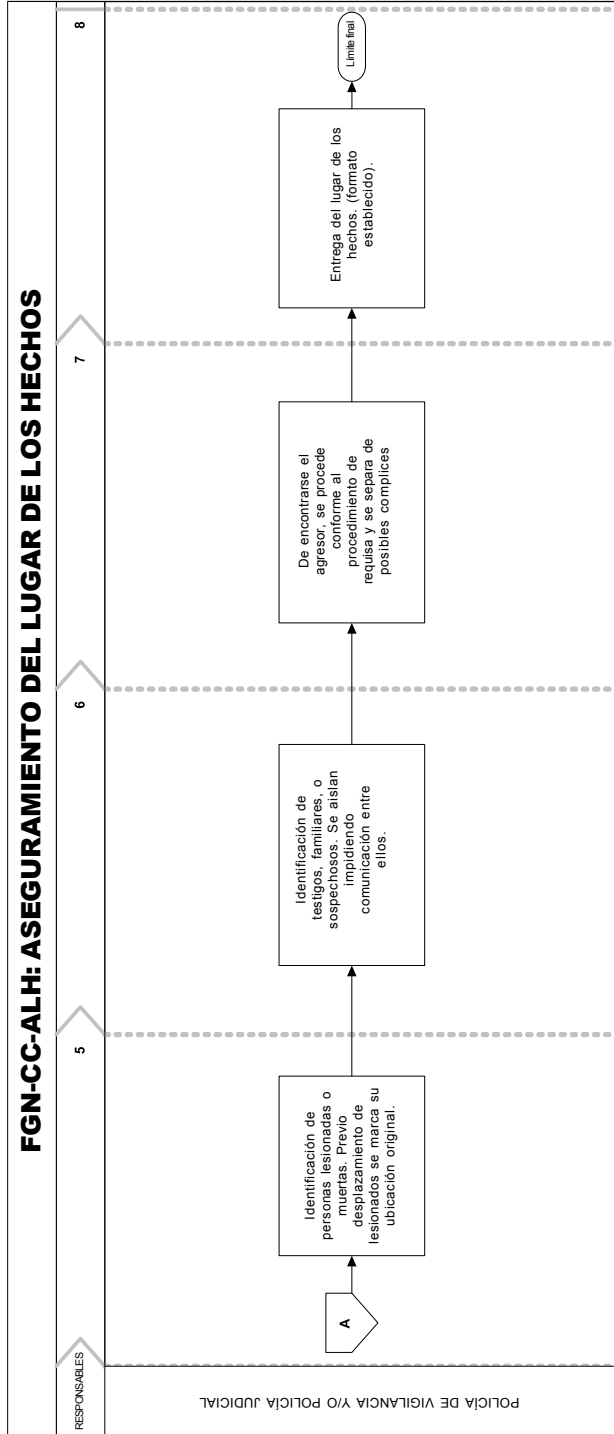 FGN-CC-ALH: ASEGURAMIENTO DEL LUGAR DE LOS HECHOS
RESPONSABLES
5
6
7
8
POLICÍA DE VIGILANCIA Y/O POLICÍA JUDICIAL
A
Identificación de
personas lesionadas o
muertas. Previo
desplazamiento de
lesionados se marca su
ubicación original.
Identificación de
testigos, familiares, o
sospechosos. Se aislan
impidiendo
comunicación entre
ellos.
De encontrarse el
agresor, se procede
conforme al
procedimiento de
requisa y se separa de
posibles complices
Entrega del lugar de los
hechos. (formato
establecido).
Límite final